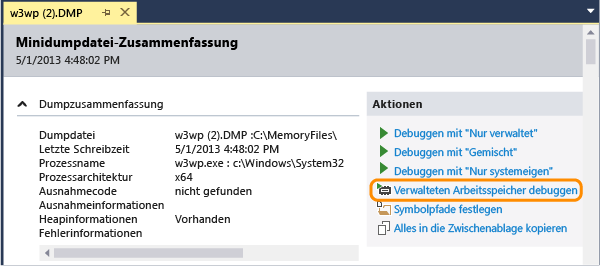 w3wp (2).DMP
Minidumpdatei-Zusammenfassung
5/1/2013 4:48:02 PM
Dumpzusammenfassung
Dumpdatei w3wp (2).DMP :C:\MemoryFiles\
Letzte Schreibzeit 5/1/2013 4:48:02 PM
Prozessname w3wp.exe : c:\Windows\System32
Prozessarchitektur x64
Ausnahmecode nicht gefunden
Ausnahmeinformationen
Heapinformationen Vorhanden
Fehlerinformationen
Aktionen
Debuggen mit "Nur verwaltet"
Debuggen mit "Gemischt"
Debuggen mit "Nur systemeigen"
Verwalteten Arbeitsspeicher debuggen
Symbolpfade festlegen
Alles in die Zwischenablage kopieren